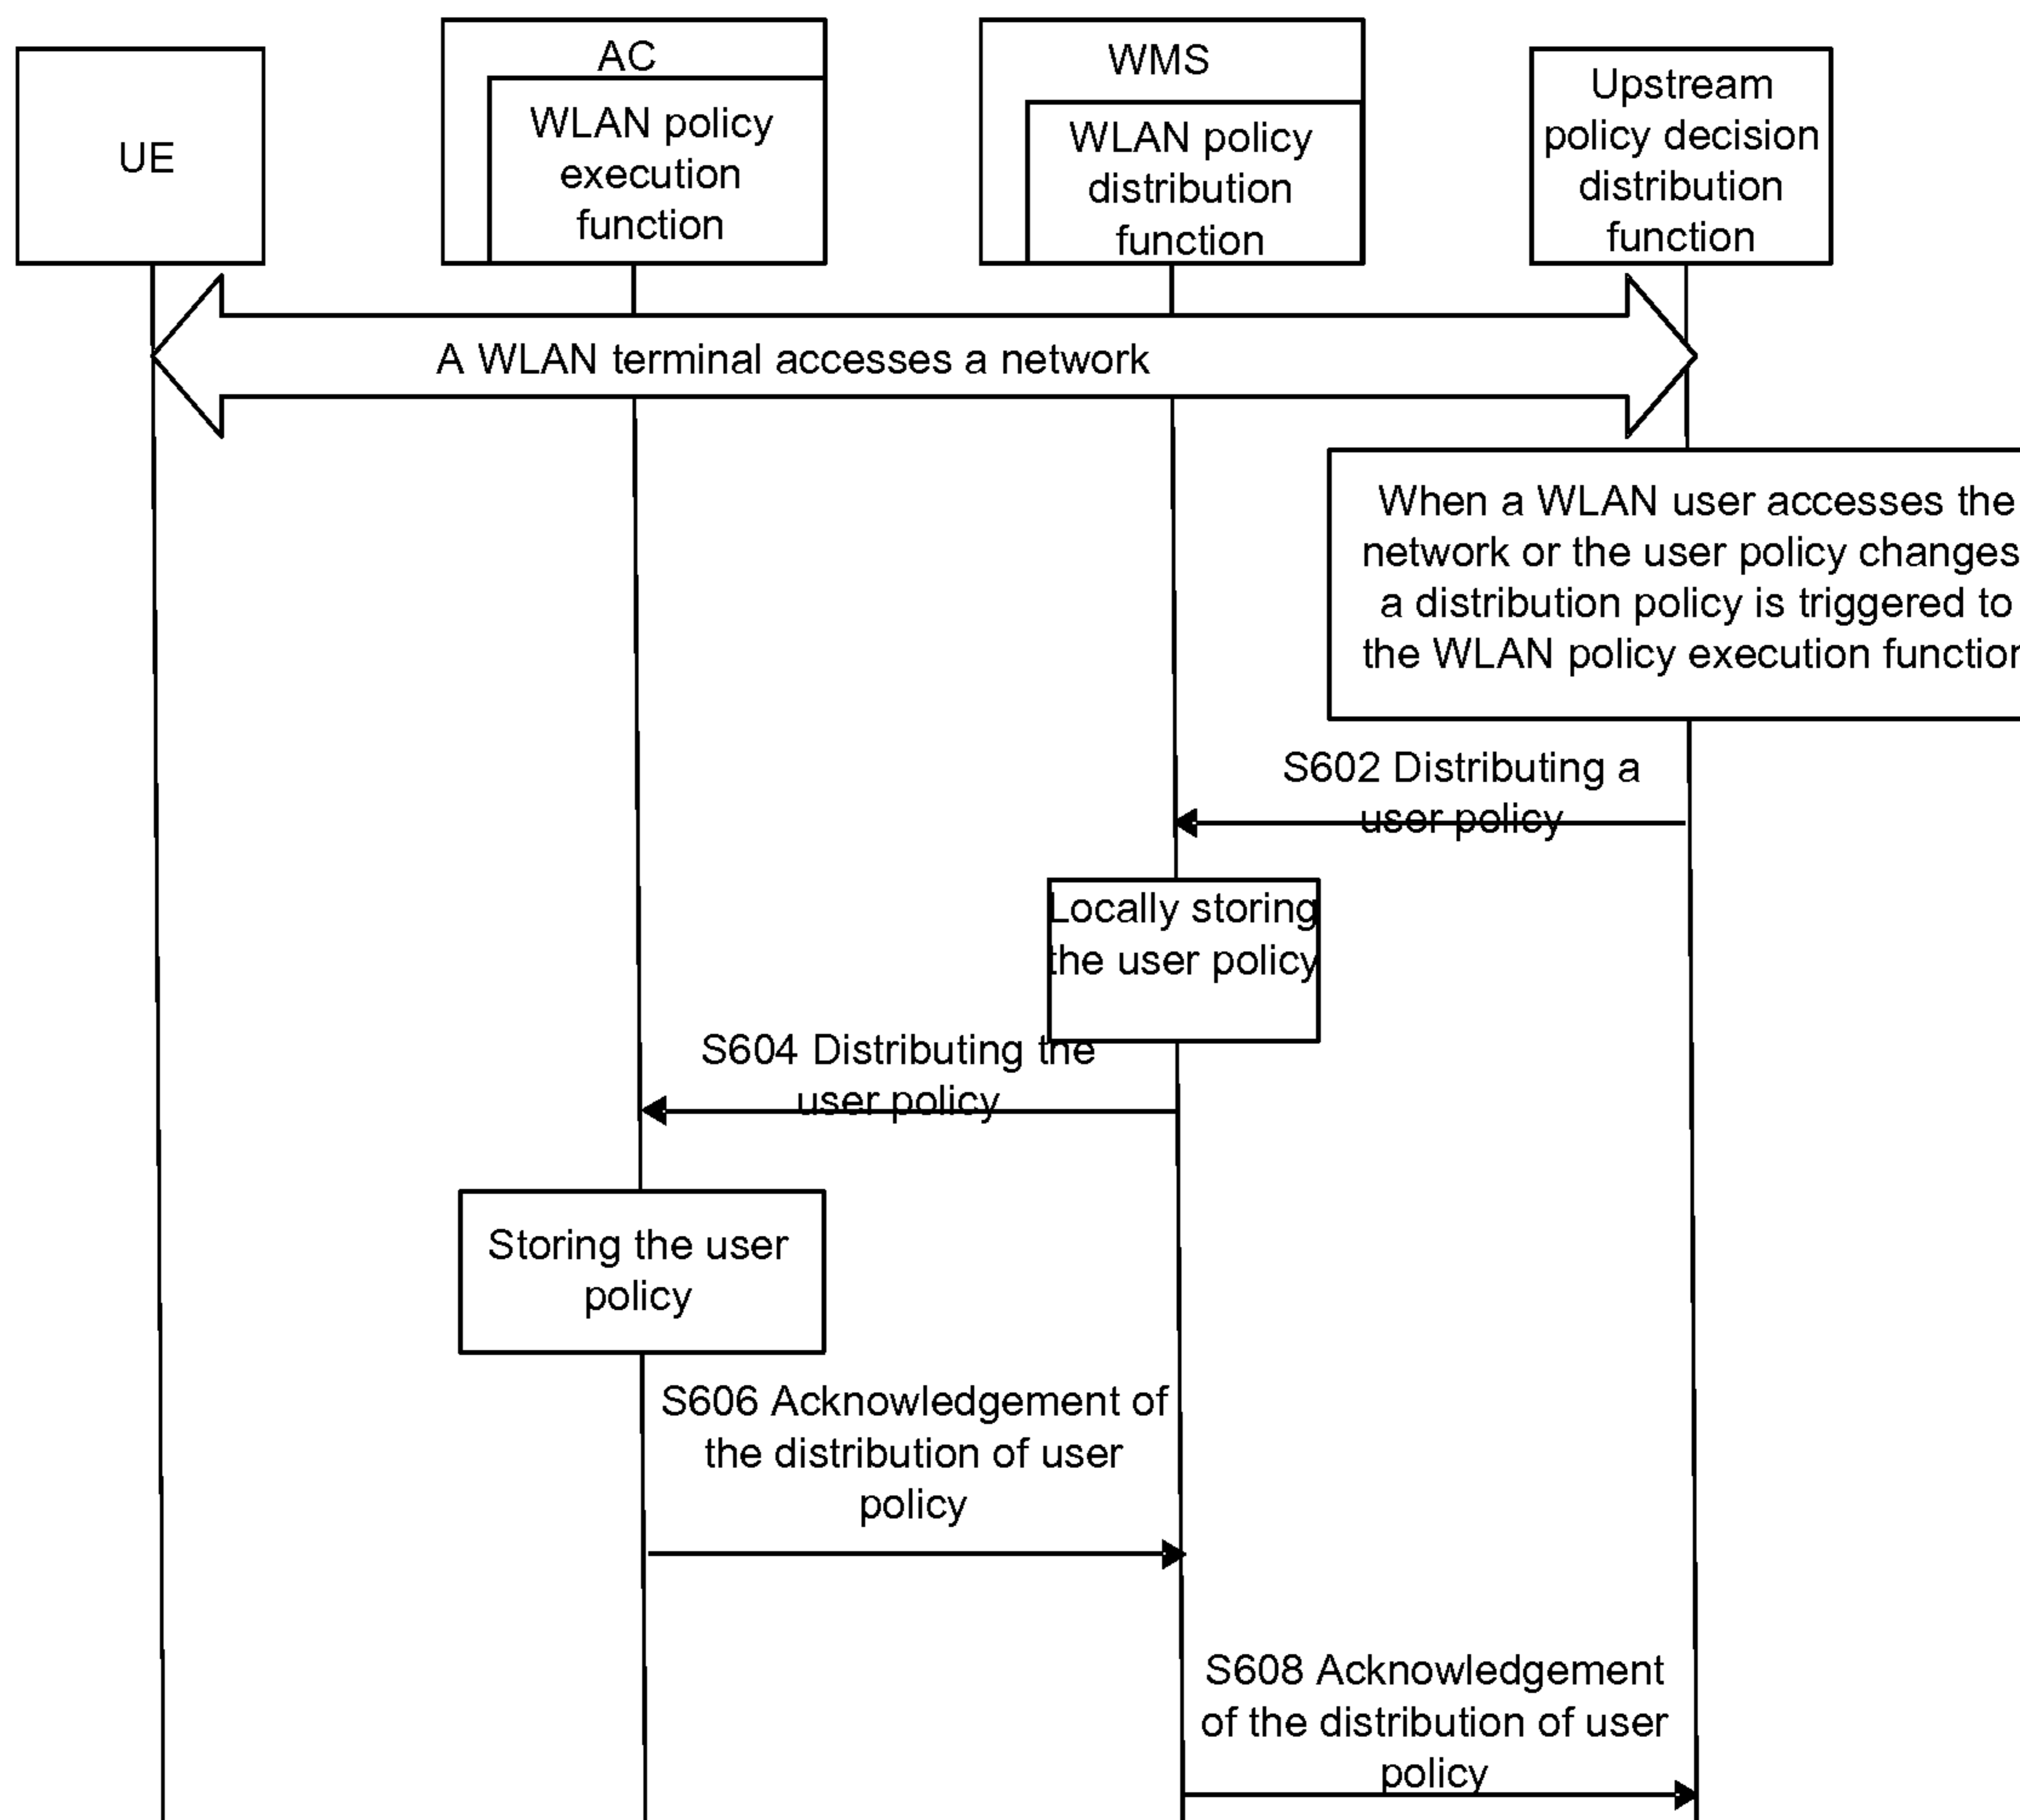 UE
AC
WLAN policy
execution
function
WMS
WLAN policy
distribution
function
Upstream
policy decision
distribution
function
A WLAN terminal accesses a network
When a WLAN user accesses the
network or the user policy changes
a distribution policy is triggered to
the WLAN policy execution function
S602 Distributing a
user policy
Locally storing
the user policy
S604 Distributing the
user policy
Storing the user
policy
S606 Acknowledgement of
the distribution of user
policy
S608 Acknowledgement
of the distribution of user
policy